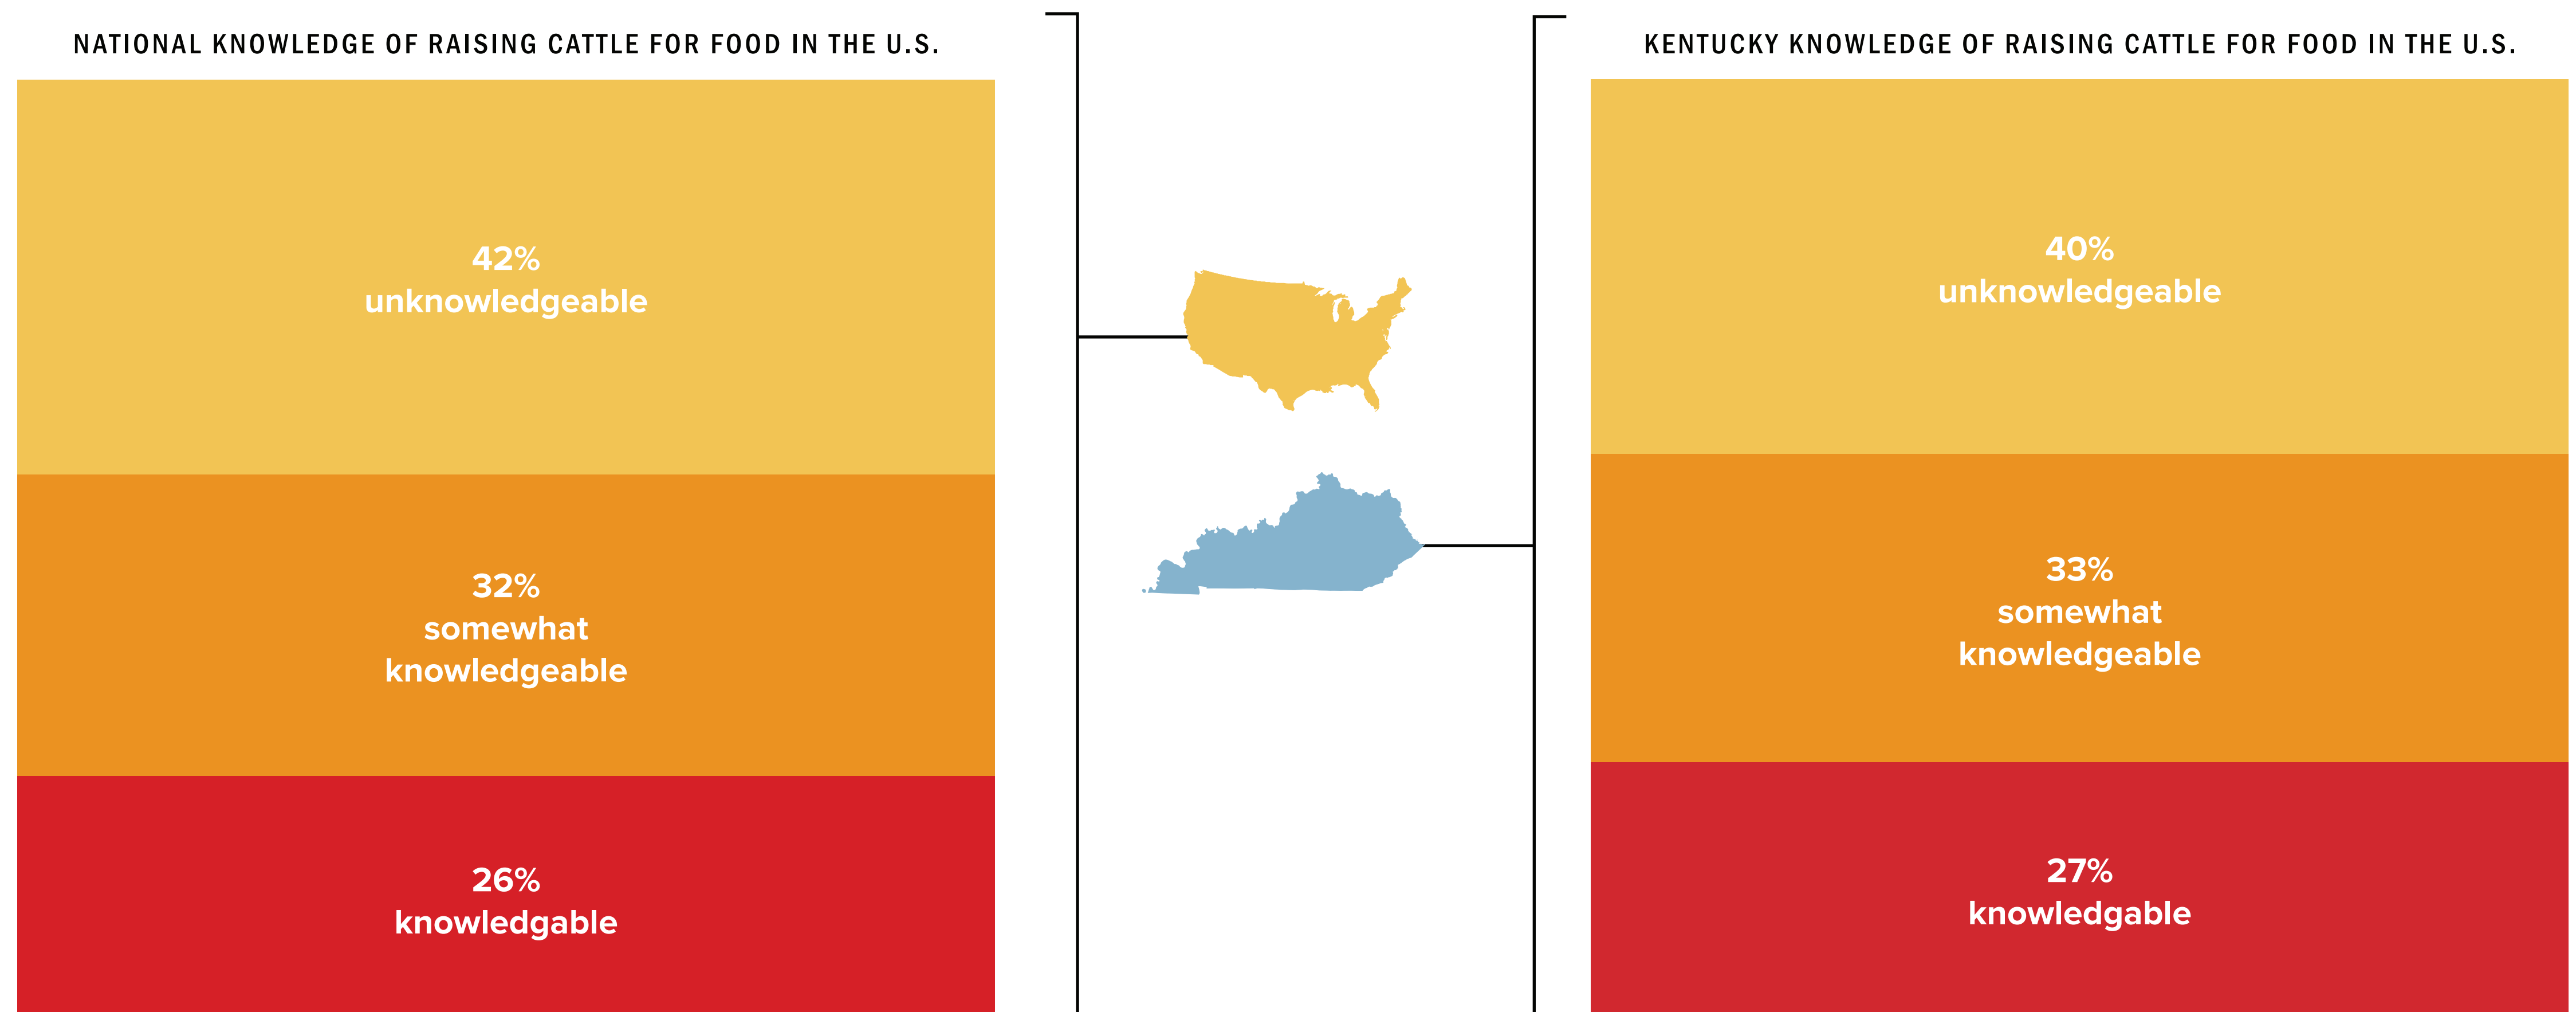 NATIONAL KNOWLEDGE OF RAISING CATTLE FOR FOOD IN THE U.S.
42%
unknowledgeable
32%
somewhat
knowledgeable
26%
knowledgable
KENTUCKY KNOWLEDGE OF RAISING CATTLE FOR FOOD IN THE U.S.
40%
unknowledgeable
33%
somewhat
knowledgeable
27%
knowledgable